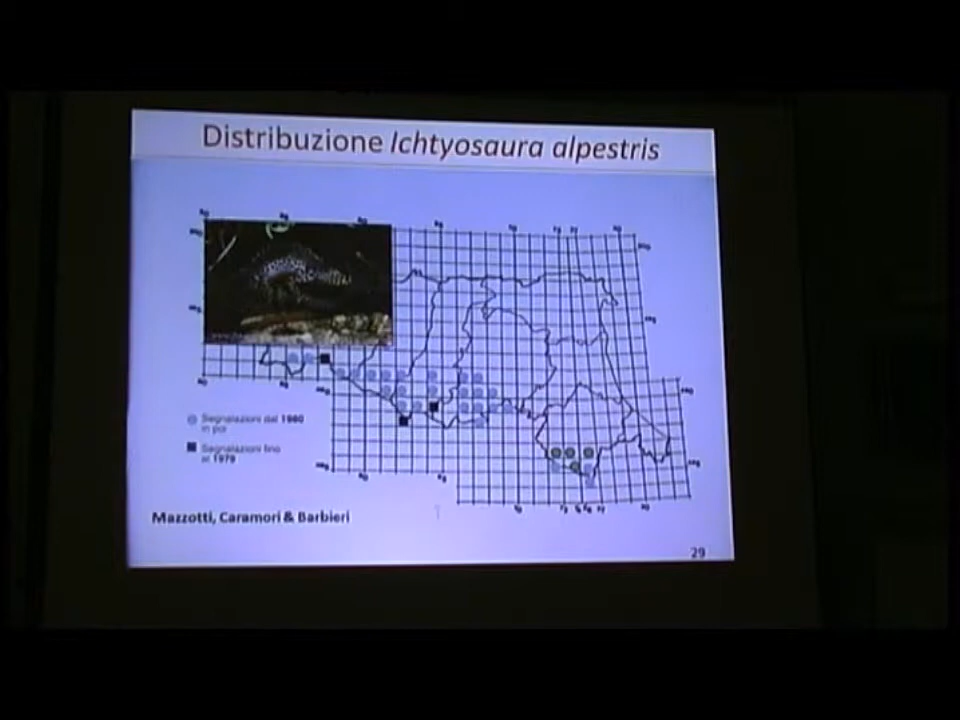 Distribuzione Ichtyosaura alpestris
Segnalazioni dal 1980
in poi
Segnalazioni fino
al 1979
Mazzotti, Caramori & Barbieri
29